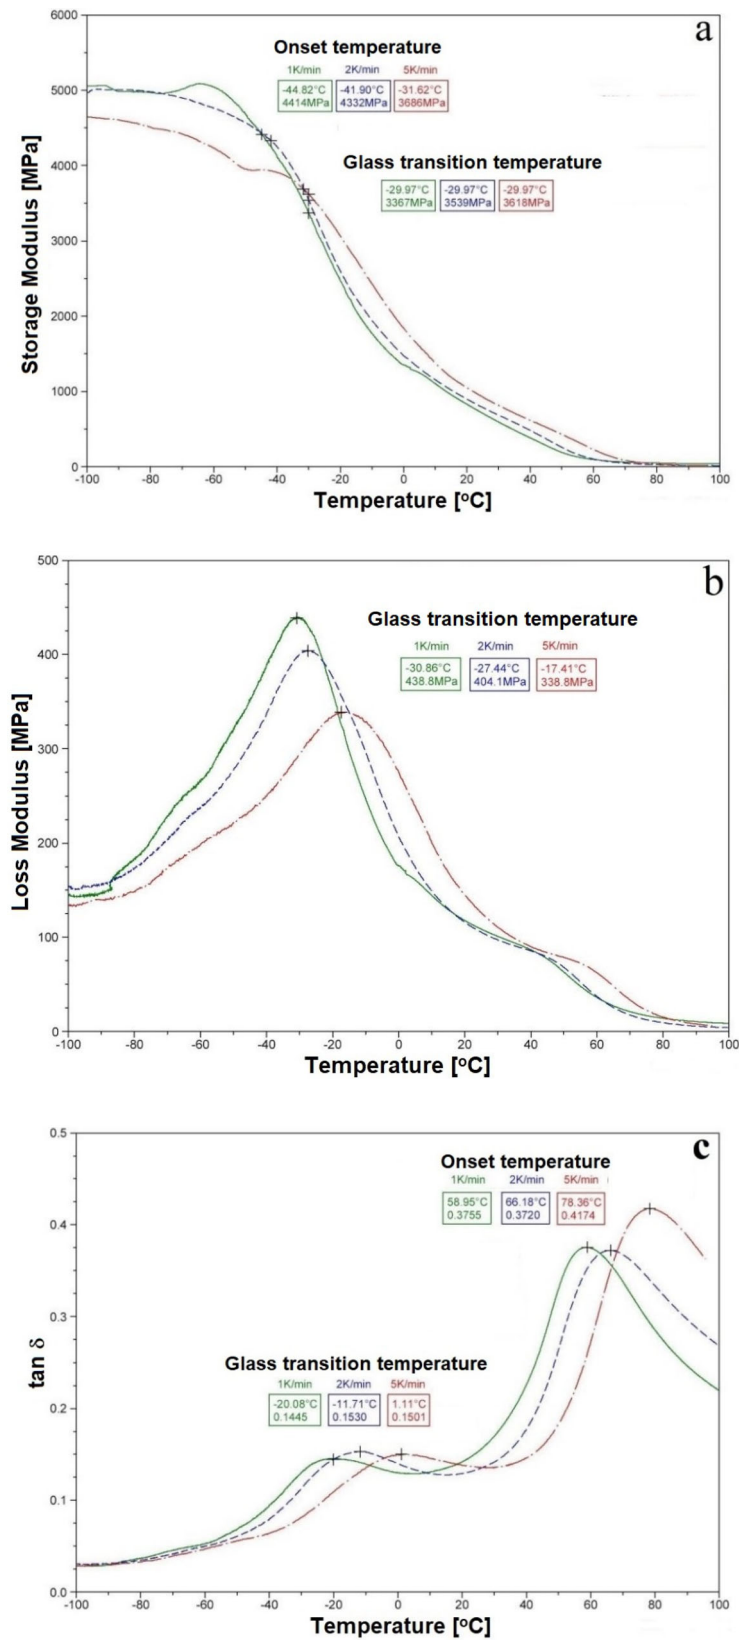 a
6000
Onset temperature
1K/min 2K/min 5K/min
-44.82°C -41.90°C -31.62°C
4414MPa 4332MPa 3686MPa
5000
Glass transition temperature
-29.97°C -29.97°C -29.97°C
3367MPa 3539MPa 3618MPa
4000
3000
2000
1000
0
Storage Modulus [MPa]
-100 -80 -60 -40 -20 0 20 40 60 80 100
Temperature [°C]
b
500
Glass transition temperature
1K/min 2K/min 5K/min
-30.86°C -27.44°C -17.41°C
438.8MPa 404.1MPa 338.8MPa
400
300
200
100
0
Loss Modulus [MPa]
-100 -80 -60 -40 -20 0 20 40 60 80 100
Temperature [°C]
c
0.5
Onset temperature
1K/min 2K/min 5K/min
58.95°C 66.18°C 78.36°C
0.3755 0.3720 0.4174
0.4
0.3
Glass transition temperature
1K/min 2K/min 5K/min
-20.08°C -11.71°C 1.11°C
0.1445 0.1530 0.1501
0.2
0.1
0.0
tan δ
-100 -80 -60 -40 -20 0 20 40 60 80 100
Temperature [°C]